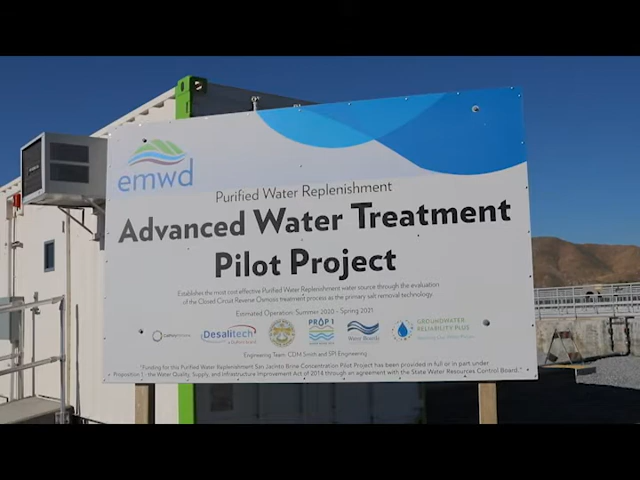 emwd
Purified Water Replenishment
Advanced Water Treatment
Pilot Project
Establishes the most cost effective Purified Water Replenishment water source through the evaluation
of the Closed Circuit Reverse Osmosis treatment process as the primary salt removal technology.
Estimated Operation: Summer 2020 - Spring 2021
Desalitech
PROP 1
Water Boards
GROUNDWATER
RELIABILITY PLUS
Engineering Team: CDM Smith and SPI Engineering
"Funding for this Purified Water Replenishment San Jacinto Brine Concentration Pilot Project has been provided in full or in part under
Proposition 1 - the Water Quality, Supply, and Infrastructure Improvement Act of 2014 through an agreement with the State Water Resources Control Board."